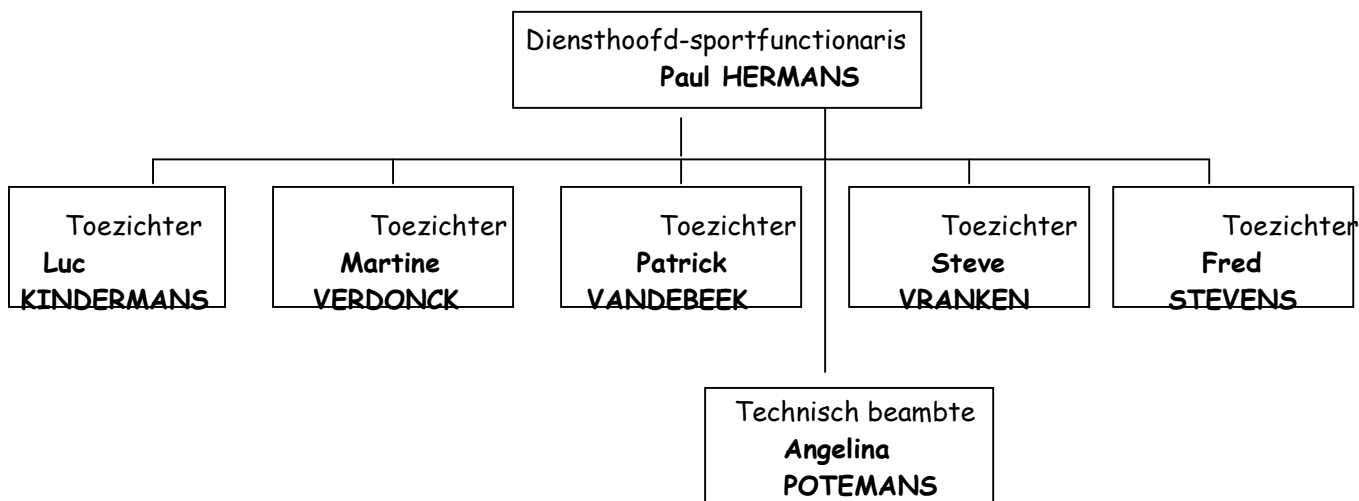 Diensthoofd-sportfunctionaris
Paul HERMANS
Toezichter
Luc
KINDERMANS
Toezichter
Martine
VERDONCK
Toezichter
Patrick
VANDEBEEK
Toezichter
Steve
VRANKEN
Toezichter
Fred
STEVENS
Technisch beambte
Angelina
POTEMANS